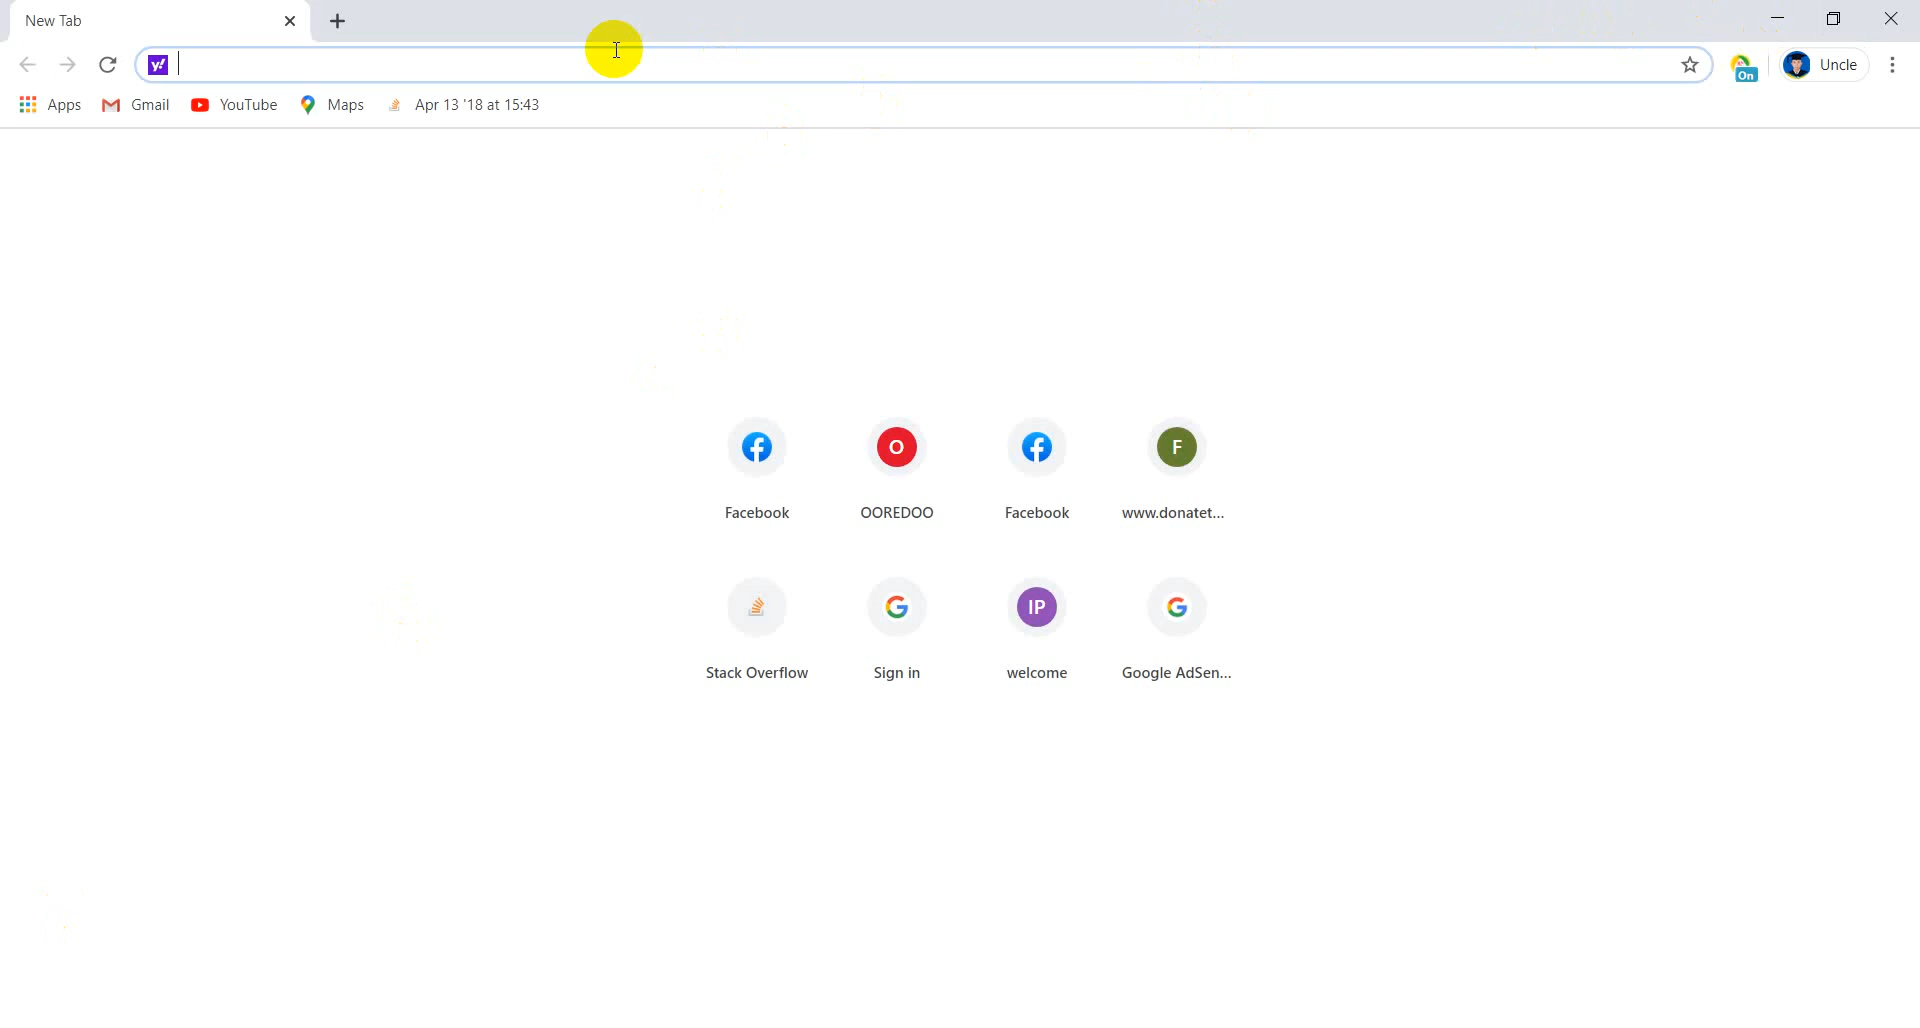 New Tab
y!
On
Uncle
Apps
Gmail
YouTube
Maps
Apr 13 '18 at 15:43
O
F
Facebook
OOREDOO
Facebook
www.donatet...
G
IP
G
Stack Overflow
Sign in
welcome
Google AdSen...